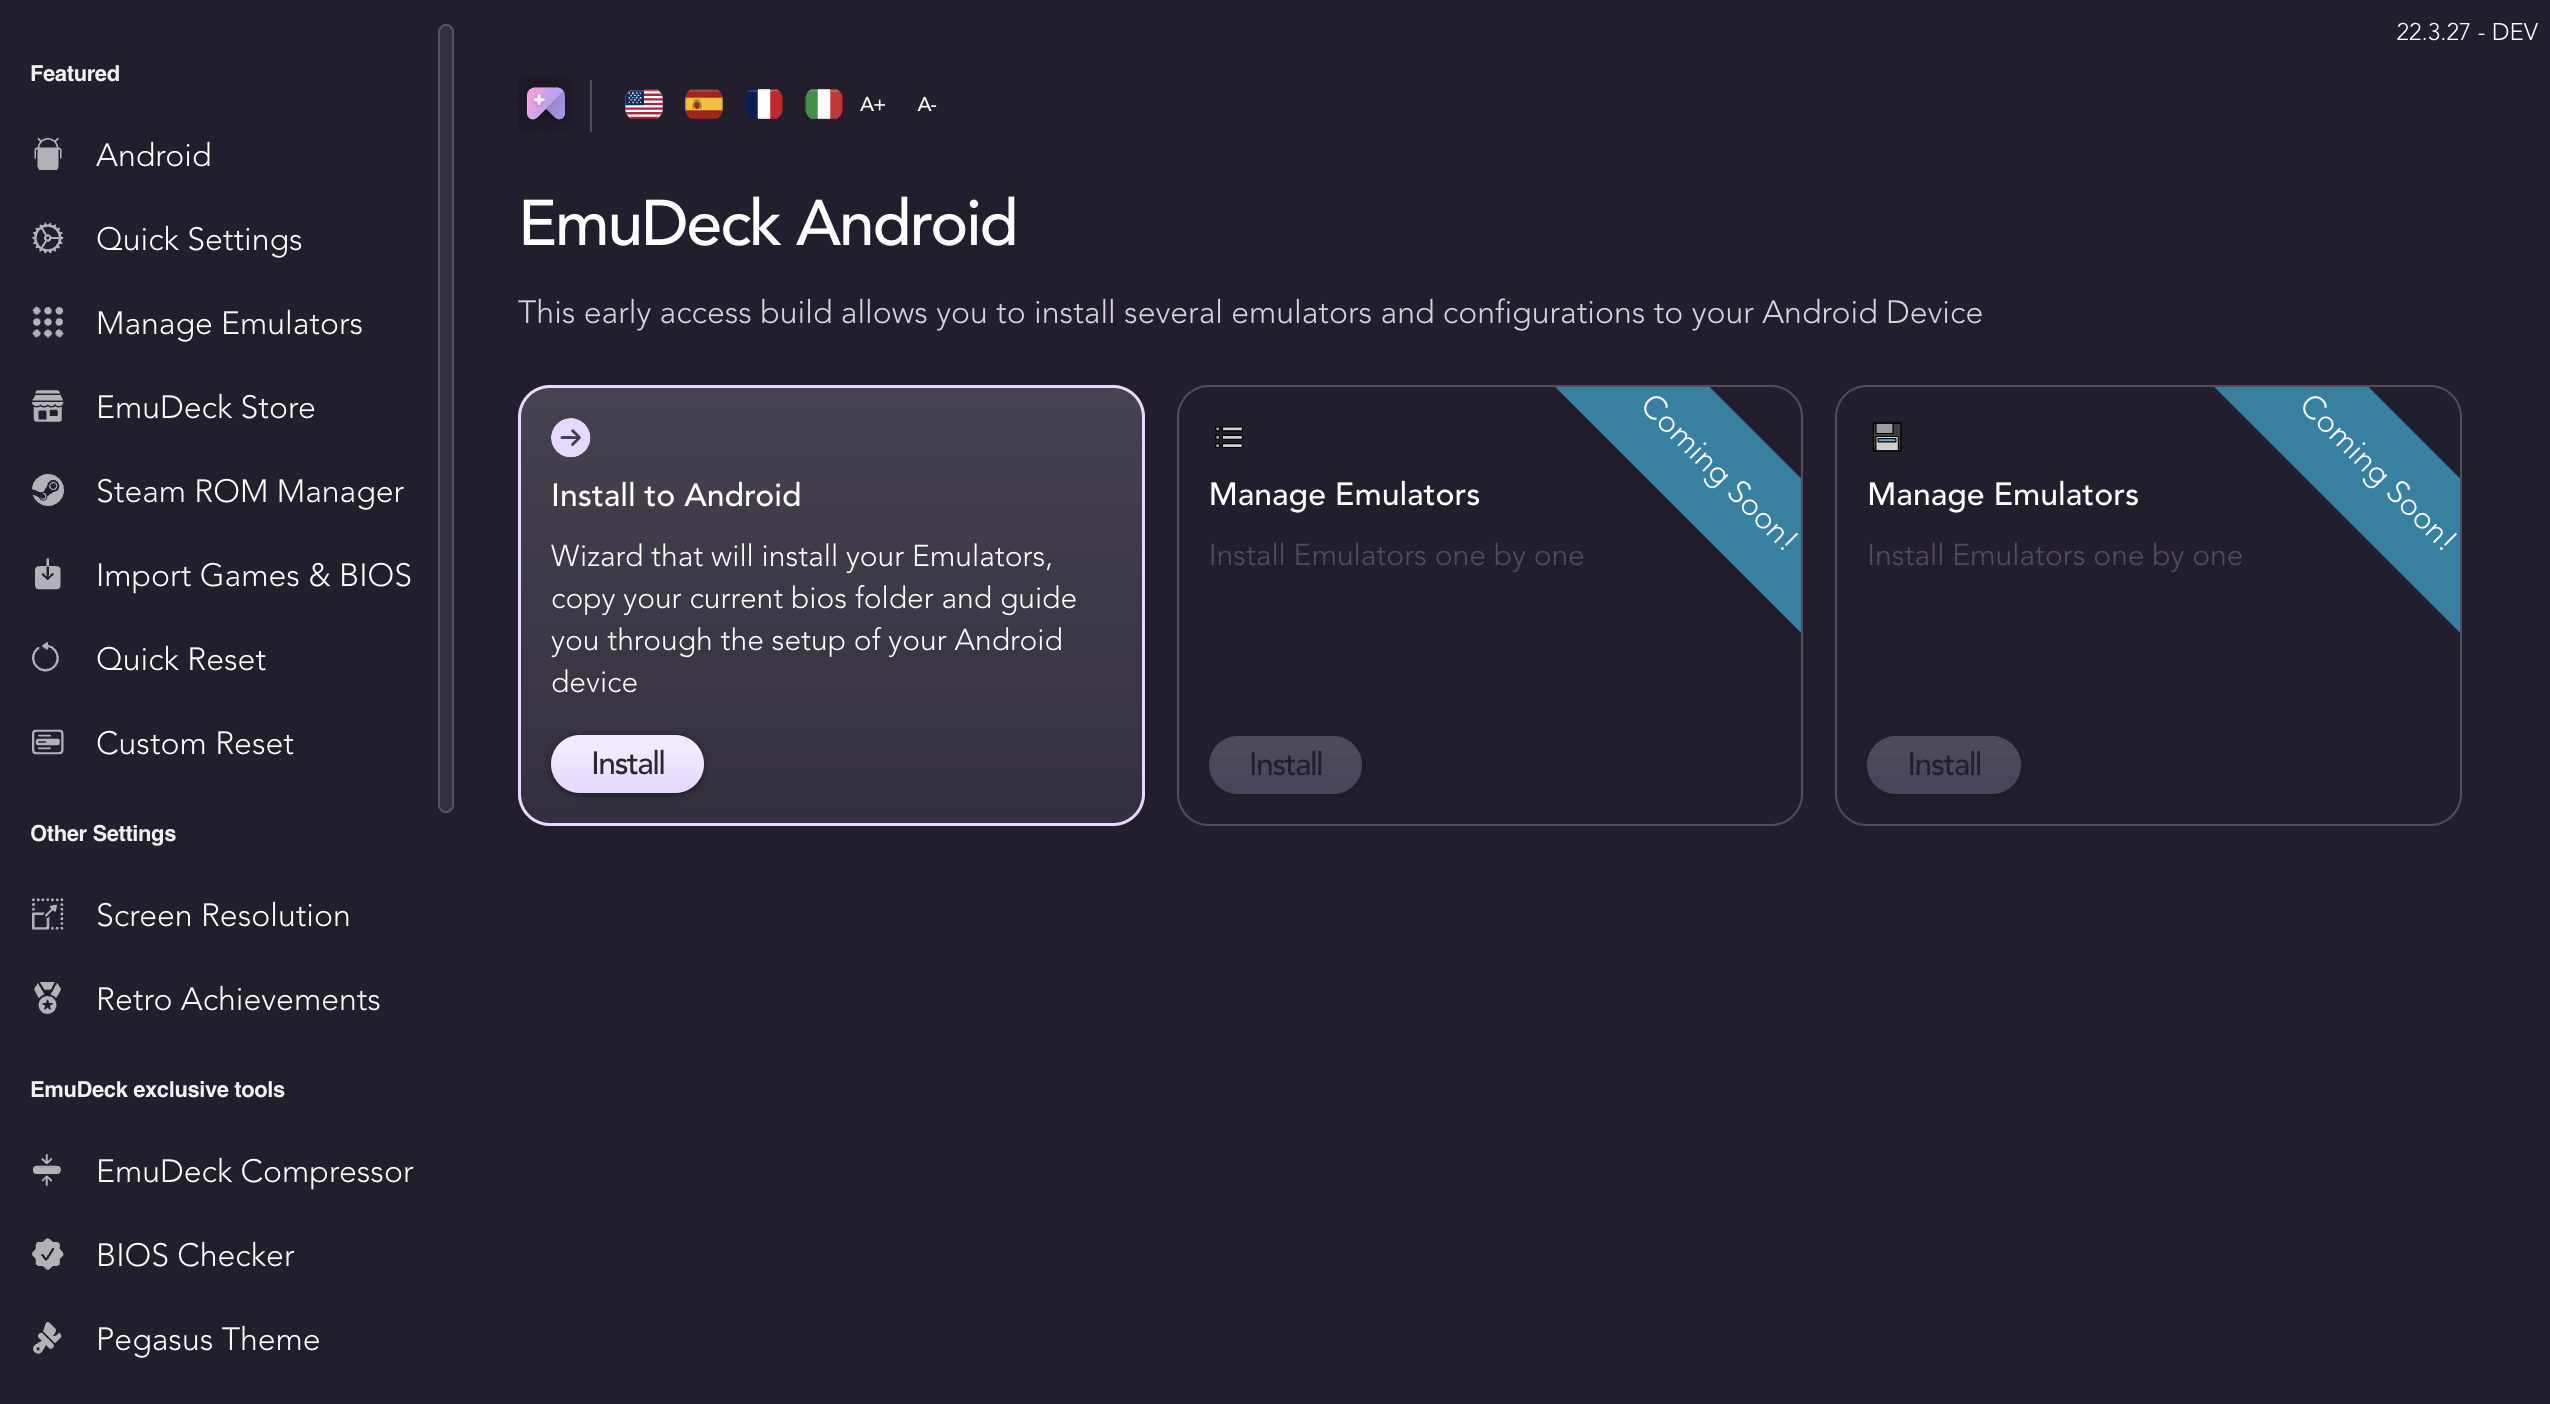 22.3.27 - DEV
Featured
Android
Quick Settings
Manage Emulators
EmuDeck Store
Steam ROM Manager
Import Games & BIOS
Quick Reset
Custom Reset
Other Settings
Screen Resolution
Retro Achievements
EmuDeck exclusive tools
EmuDeck Compressor
BIOS Checker
Pegasus Theme
A+ A-
EmuDeck Android
This early access build allows you to install several emulators and configurations to your Android Device
Install to Android
Wizard that will install your Emulators,
copy your current bios folder and guide
you through the setup of your Android
device
Install
Coming Soon!
Manage Emulators
Install Emulators one by one
Install
Coming Soon!
Manage Emulators
Install Emulators one by one
Install